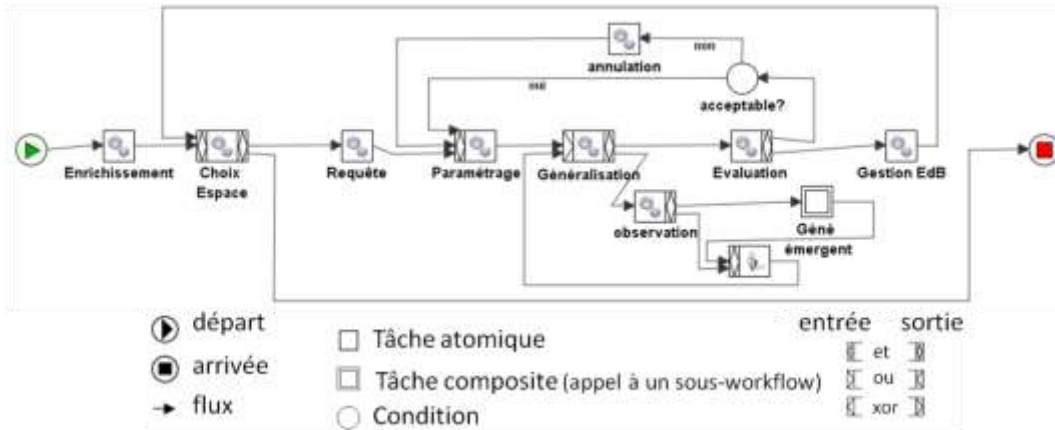 non
annulation
oui
acceptable?
Enrichissement
Choix
Espace
Requête
Paramétrage
Généralisation
Evaluation
Gestion EdB
observation
Géné
émergent
départ
arrivée
flux
Tâche atomique
Tâche composite (appel à un sous-workflow)
Condition
entrée sortie
et
ou
xor